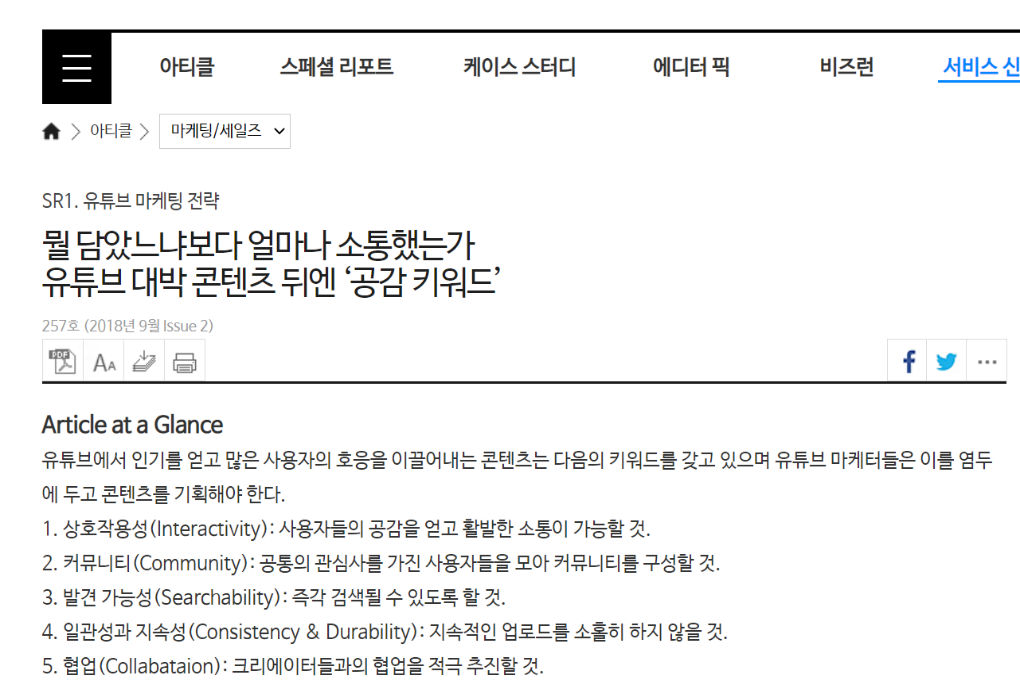 아티클 스페셜 리포트 케이스 스터디 에디터 픽 비즈런 서비스 신
아티클 마케팅/세일즈
SR1. 유튜브 마케팅 전략
뭘 담았느냐보다 얼마나 소통했는가
유튜브 대박 콘텐츠 뒤엔 ‘공감 키워드’
257호 (2018년 9월 Issue 2)
PDF AA
Article at a Glance
유튜브에서 인기를 얻고 많은 사용자의 호응을 이끌어내는 콘텐츠는 다음의 키워드를 갖고 있으며 유튜브 마케터들은 이를 염두
에 두고 콘텐츠를 기획해야 한다.
1. 상호작용성(Interactivity): 사용자들의 공감을 얻고 활발한 소통이 가능할 것.
2. 커뮤니티(Community): 공통의 관심사를 가진 사용자들을 모아 커뮤니티를 구성할 것.
3. 발견 가능성(Searchability): 즉각 검색될 수 있도록 할 것.
4. 일관성과 지속성(Consistency & Durability): 지속적인 업로드를 소홀히 하지 않을 것.
5. 협업(Collabataion): 크리에이터들과의 협업을 적극 추진할 것.